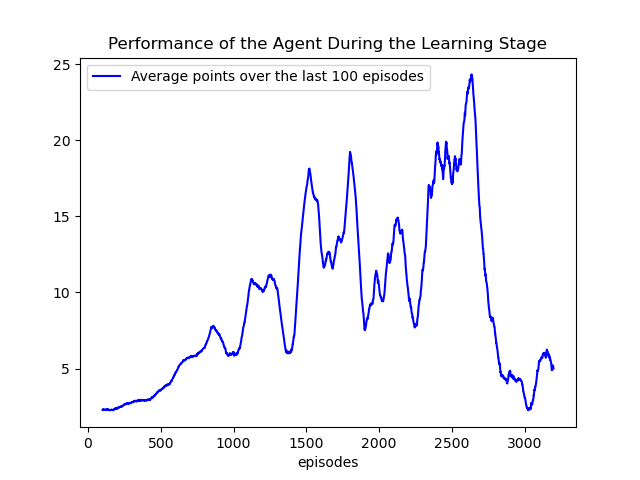 Performance of the Agent During the Learning Stage
Average points over the last 100 episodes
25
20
15
10
5
0 500 1000 1500 2000 2500 3000
episodes